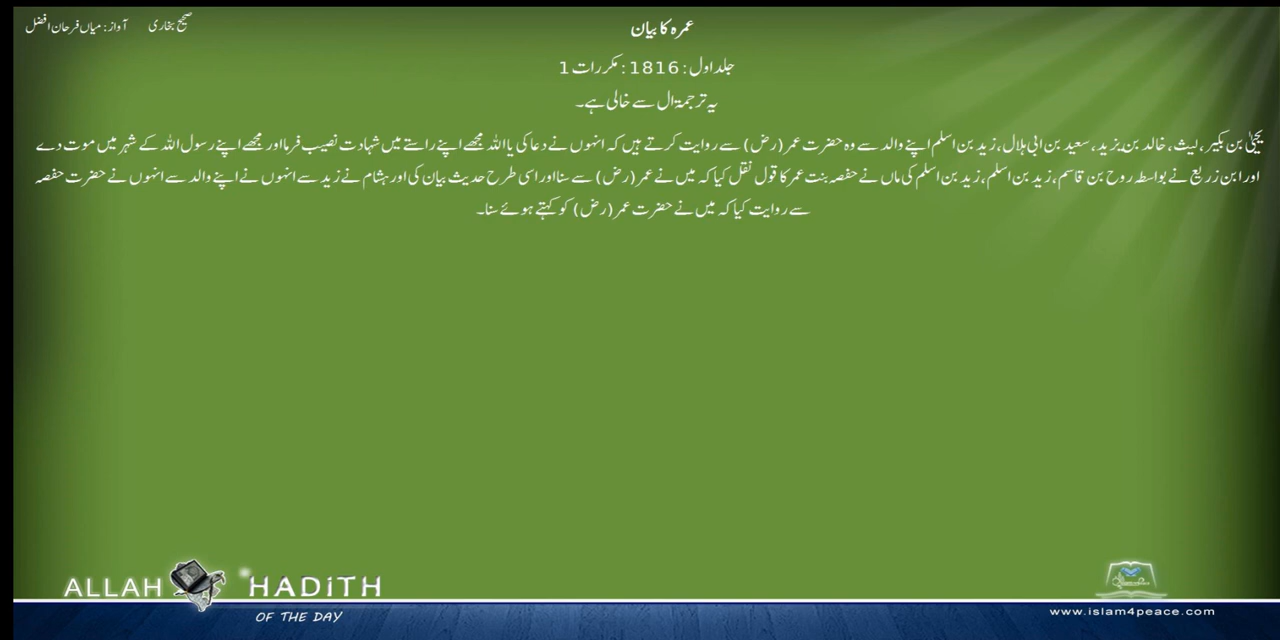 صحیح بخاری آواز: میاں فرحان افضل
عمرہ کا بیان
جلد اول: 1816 : مکررات 1
یہ ترجمۃ ال سے خالی ہے۔
یحییٰ بن بکیر، لیث، خالد بن یزید، سعید بن ابی ہلال، زید بن اسلم اپنے والد سے وہ حضرت عمر (رض) سے روایت کرتے ہیں کہ انہوں نے دعا کی یا اللہ مجھے اپنے راستے میں شہادت نصیب فرما اور مجھے اپنے رسول اللہ کے شہر میں موت دے
اور ابن زریع نے بواسطہ روح بن قاسم، زید بن اسلم، زید بن اسلم کی ماں نے حفصہ بنت عمر کا قول نقل کیا کہ میں نے عمر (رض) سے سنا اور اسی طرح حدیث بیان کی اور ہشام نے زید سے انہوں نے اپنے والد سے انہوں نے حضرت حفصہ
سے روایت کیا کہ میں نے حضرت عمر (رض) کو کہتے ہوئے سنا۔
ALLAH HADITH
OF THE DAY
www.islam4peace.com